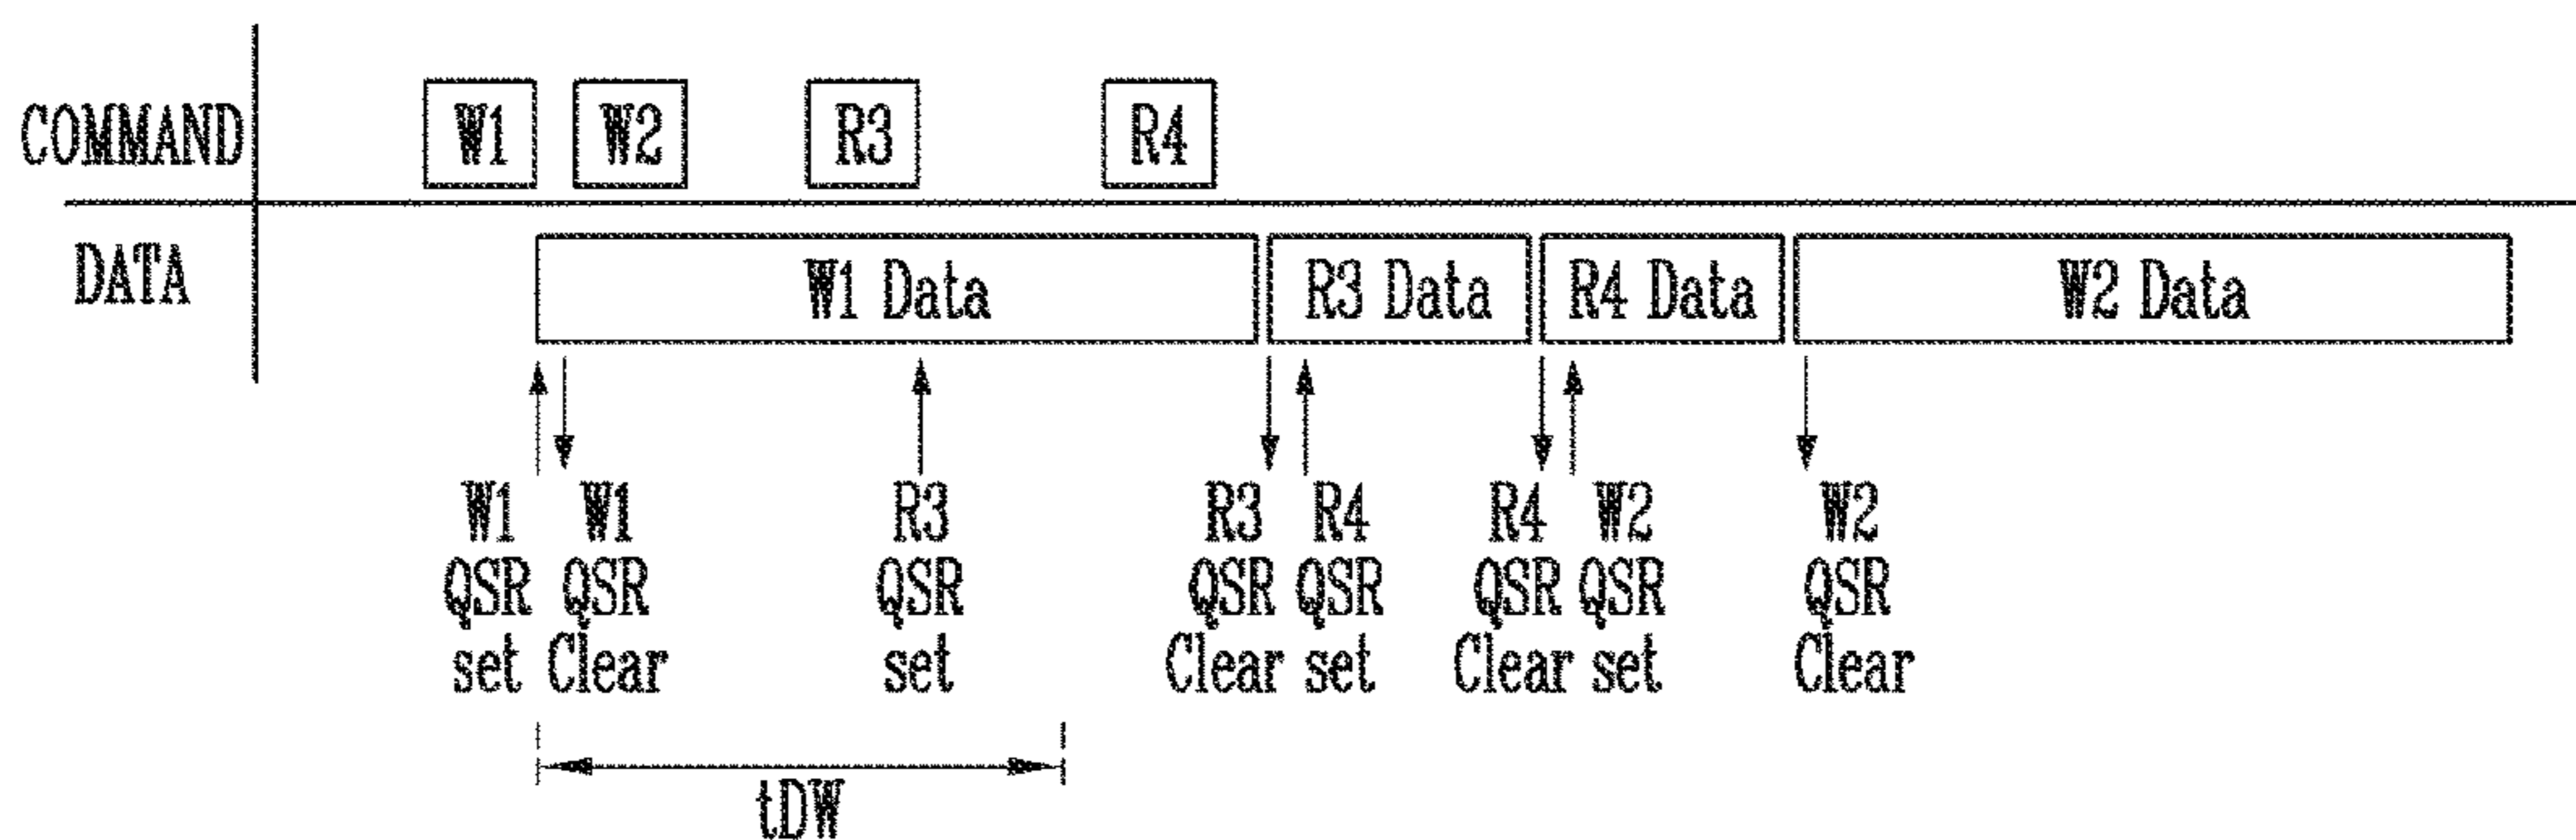 COMMAND W1 W2 R3 R4
DATA W1 Data R3 Data R4 Data W2 Data
W1 W1 R3 R3 R4 R4 W2 W2
QSR QSR QSR QSR QSR QSR QSR QSR
set Clear set Clear set Clear set Clear
tDW